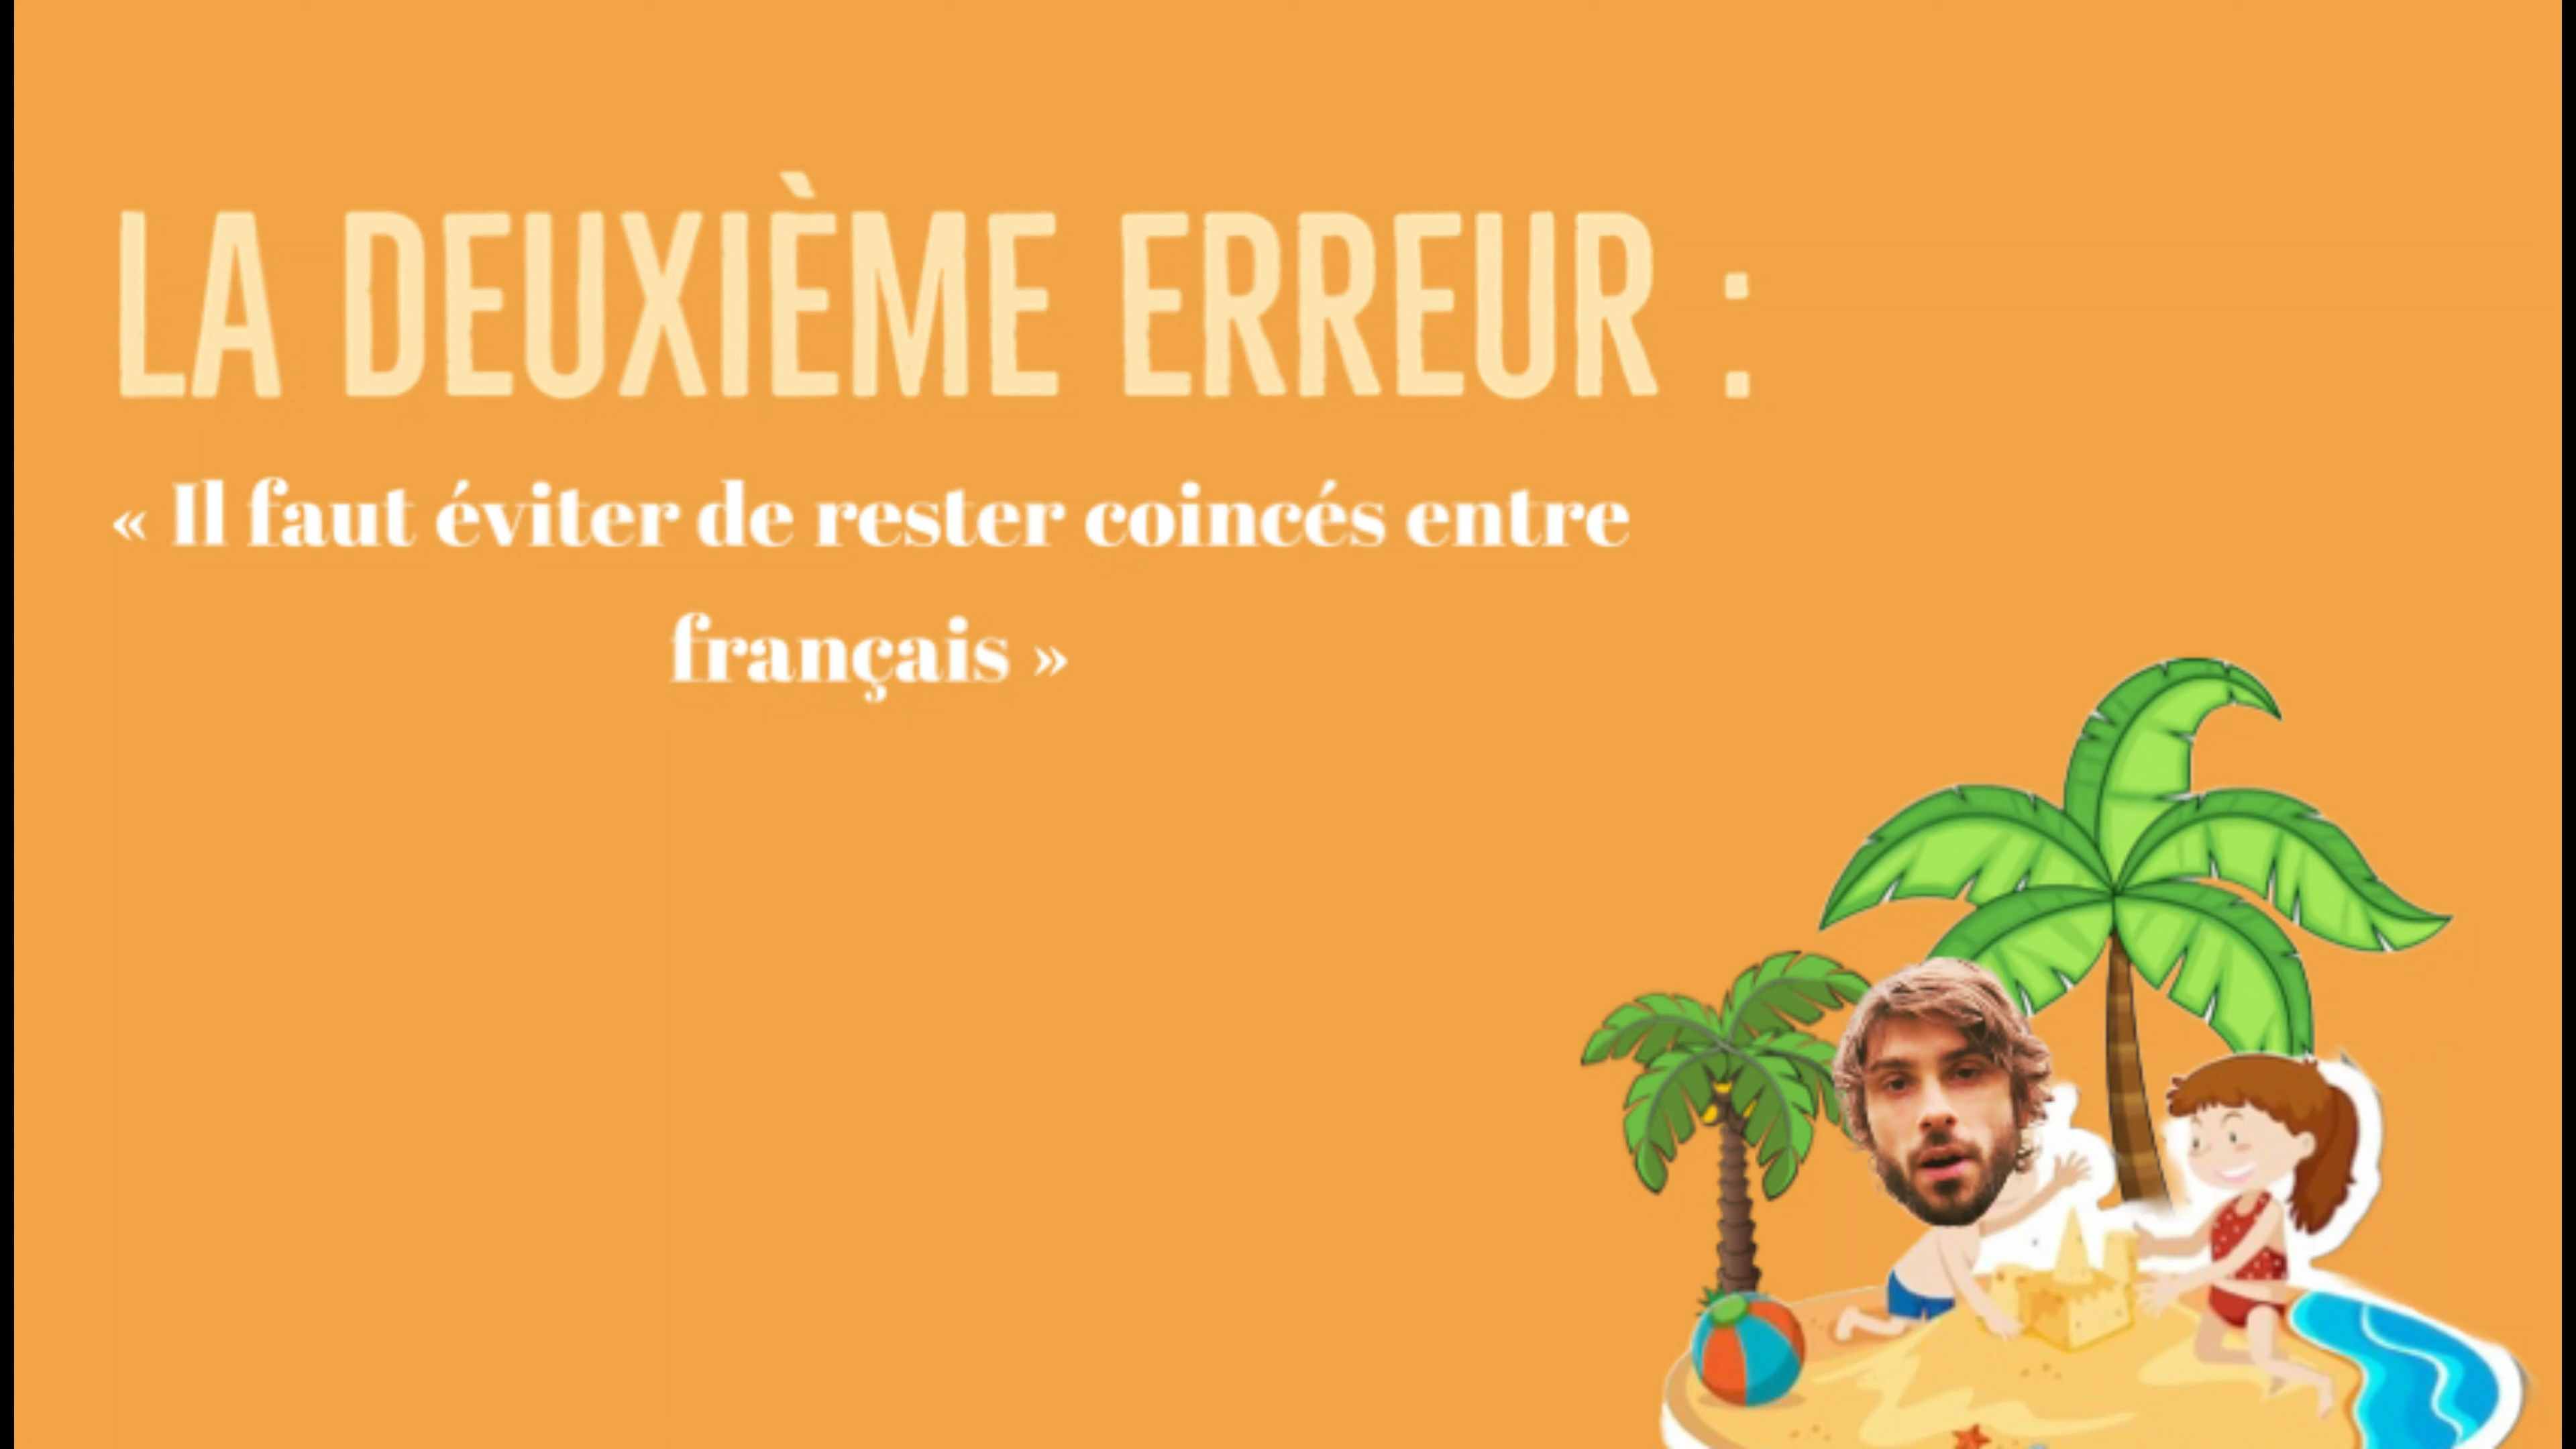 LA DEUXIÈME ERREUR :
« Il faut éviter de rester coincés entre
français »